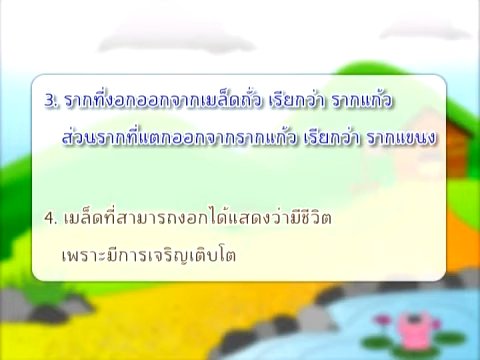 3. รากที่งอกออกจากเมล็ดถั่ว เรียกว่า รากแก้ว
ส่วนรากที่แตกออกจากรากแก้ว เรียกว่า รากแขนง
4. เมล็ดที่สามารถงอกได้แสดงว่ามีชีวิต
เพราะมีการเจริญเติบโต